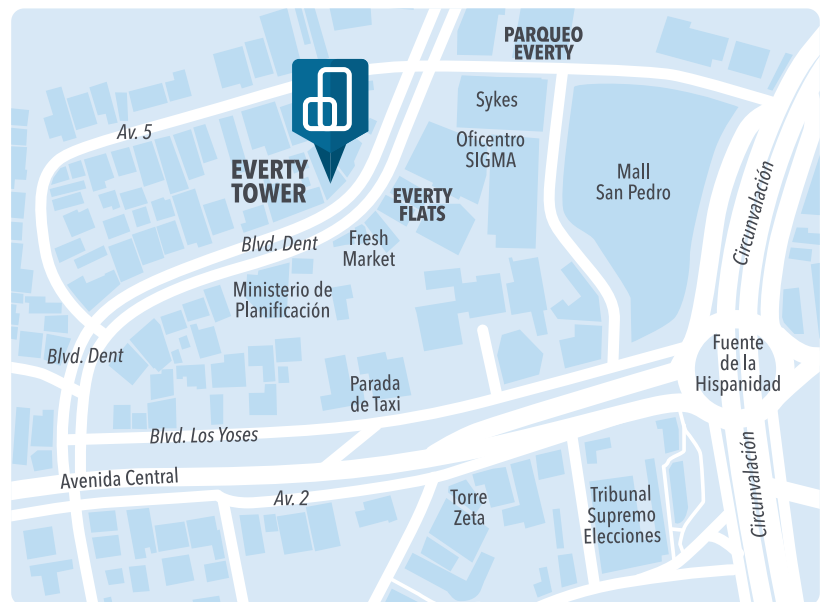 PARQUEO
EVERTY
Sykes
Av. 5
Oficentro
SIGMA
EVERTY
TOWER
Mall
San Pedro
EVERTY
FLATS
Circunvalación
Blvd. Dent
Fresh
Market
Ministerio de
Planificación
Blvd. Dent
Fuente
de la
Hispanidad
Parada
de Taxi
Blvd. Los Yoses
Avenida Central
Av. 2
Torre
Zeta
Tribunal
Supremo
Elecciones
Circunvalación